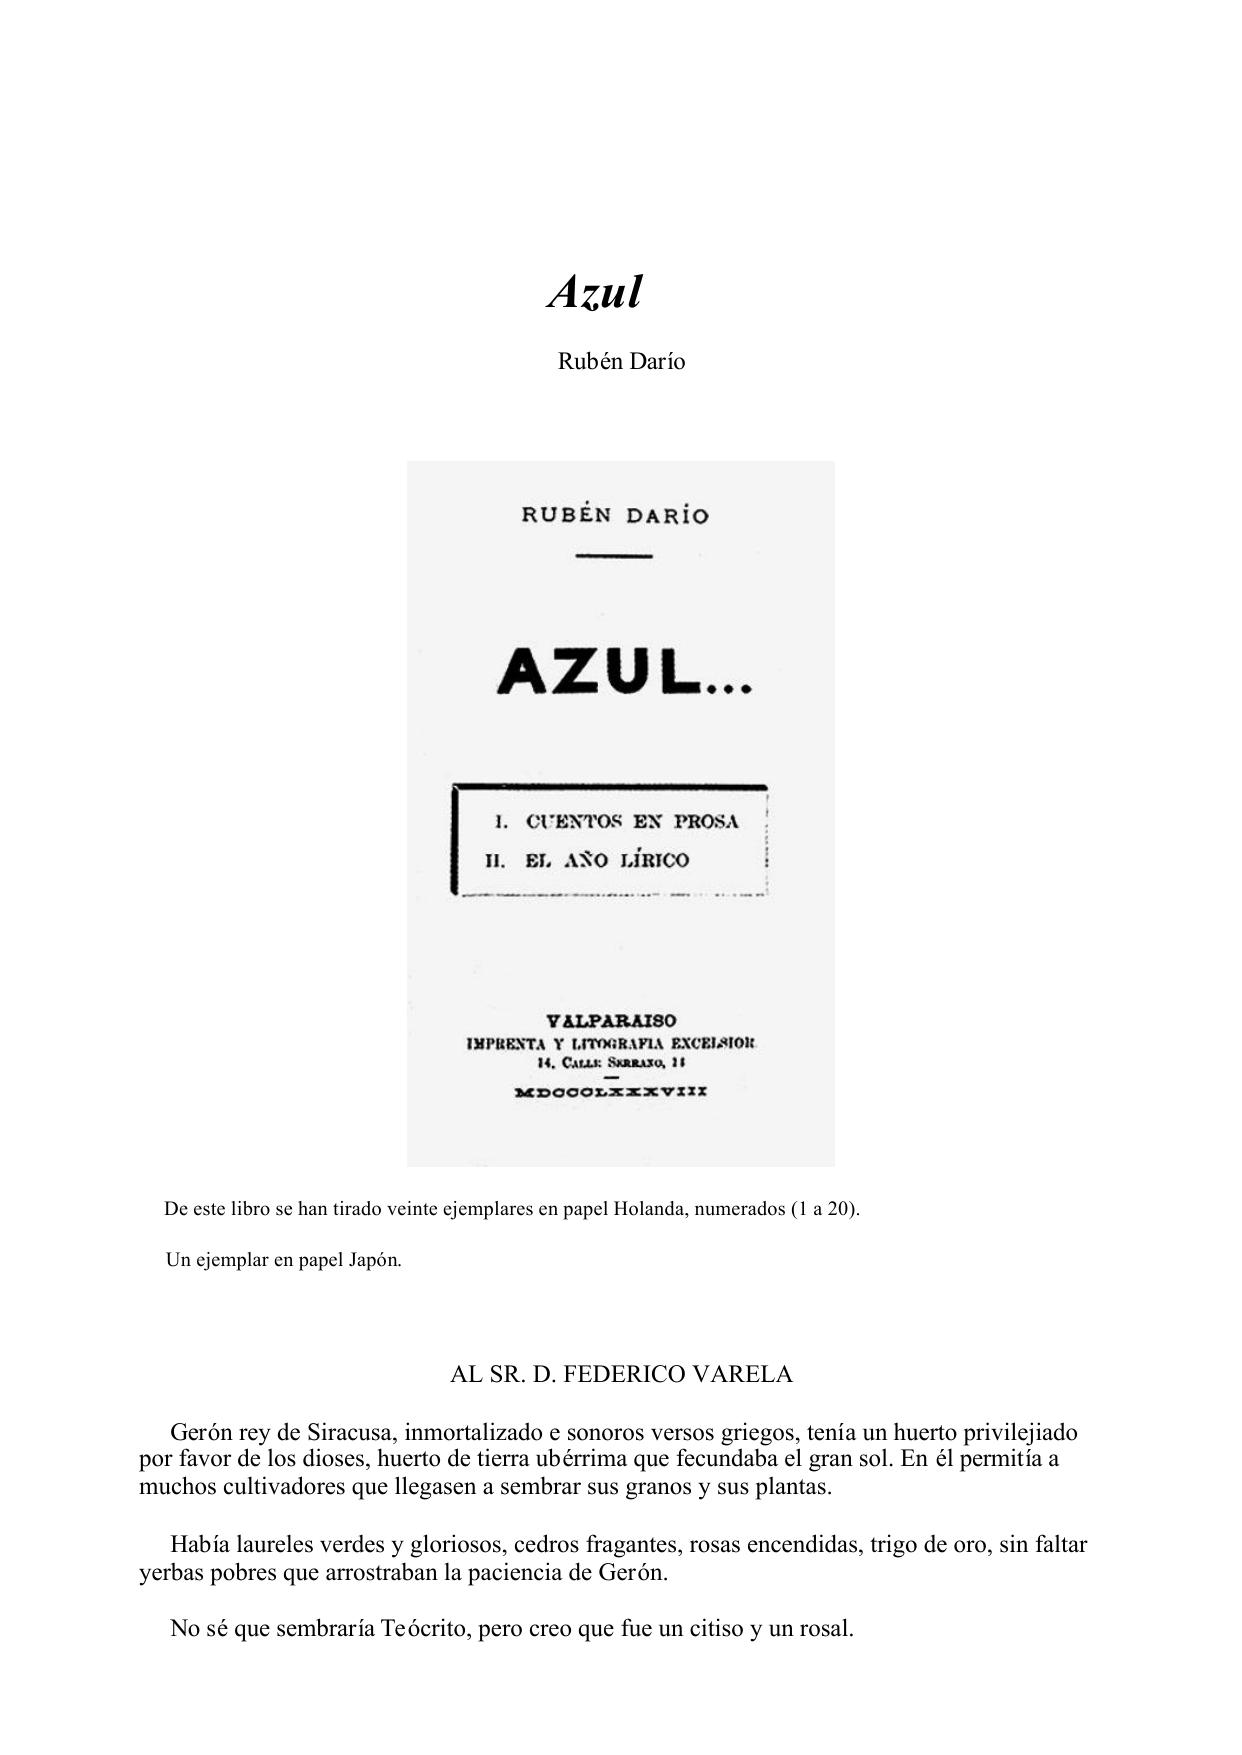 Azul
Rubén Darío
RUBÉN DARÍO
AZUL...
I. CUENTOS EN PROSA
II. EL AÑO LÍRICO
VALPARAISO
IMPRENTA Y LITOGRAFIA EXCELSIOR
14, CALLE SERRANO, 14
MDCCCLXXXVIII
De este libro se han tirado veinte ejemplares en papel Holanda, numerados (1 a 20).
Un ejemplar en papel Japón.
AL SR. D. FEDERICO VARELA
Gerón rey de Siracusa, inmortalizado e sonoros versos griegos, tenía un huerto privilejiado
por favor de los dioses, huerto de tierra ubérrima que fecundaba el gran sol. En él permitía a
muchos cultivadores que llegasen a sembrar sus granos y sus plantas.
Había laureles verdes y gloriosos, cedros fragantes, rosas encendidas, trigo de oro, sin faltar
yerbas pobres que arrostraban la paciencia de Gerón.
No sé que sembraría Teócrito, pero creo que fue un citiso y un rosal.